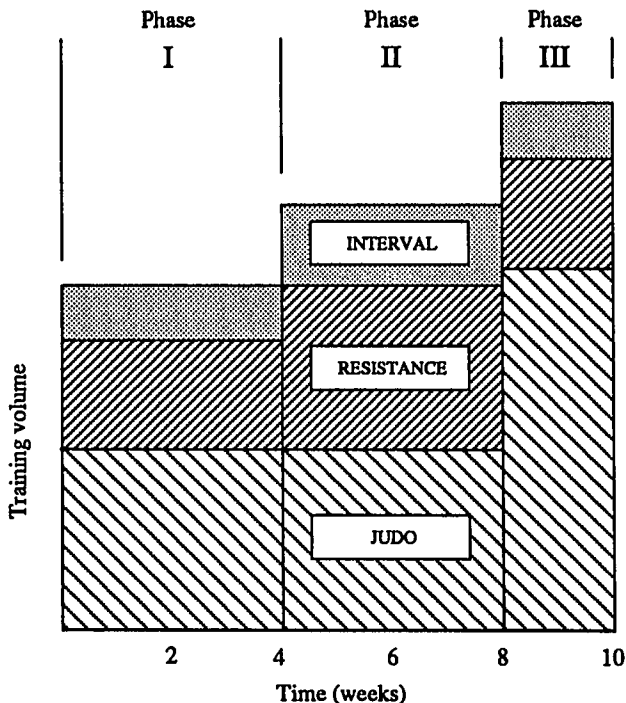 Phase Phase Phase
I II III
INTERVAL
RESISTANCE
JUDO
Training volume
2 4 6 8 10
Time (weeks)